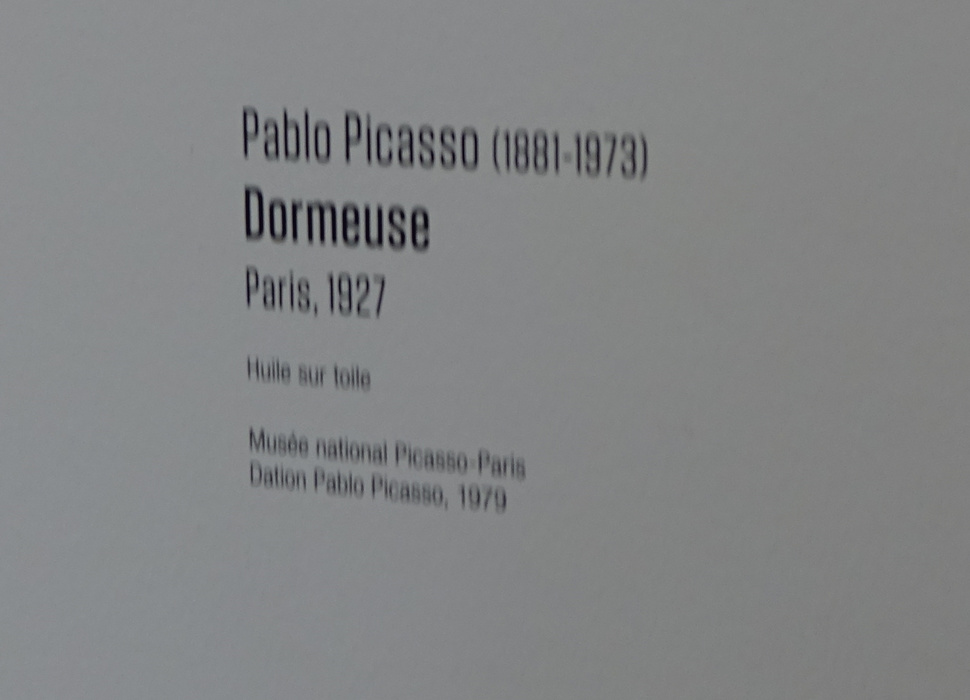 Pablo Picasso (1881-1973)
Dormeuse
Paris, 1927
Huile sur toile
Musée national Picasso-Paris
Dation Pablo Picasso, 1979